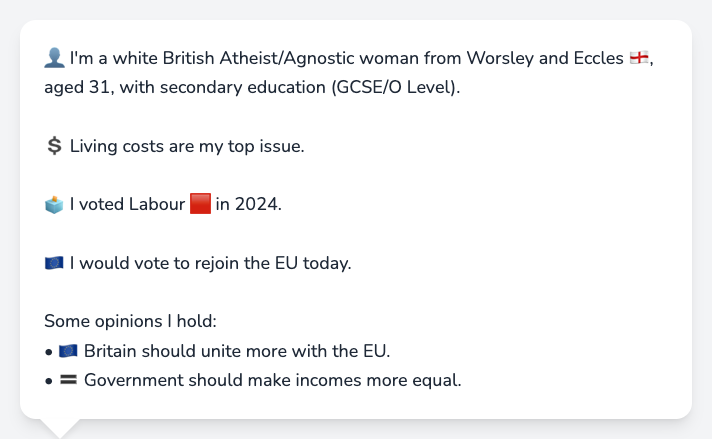 👤 I'm a white British Atheist/Agnostic woman from Worsley and Eccles 🏴󠁧󠁢󠁥󠁮󠁧󠁿,
aged 31, with secondary education (GCSE/O Level).
💲 Living costs are my top issue.
🗳️ I voted Labour 🟥 in 2024.
🇪🇺 I would vote to rejoin the EU today.
Some opinions I hold:
• 🇪🇺 Britain should unite more with the EU.
• 🟰 Government should make incomes more equal.